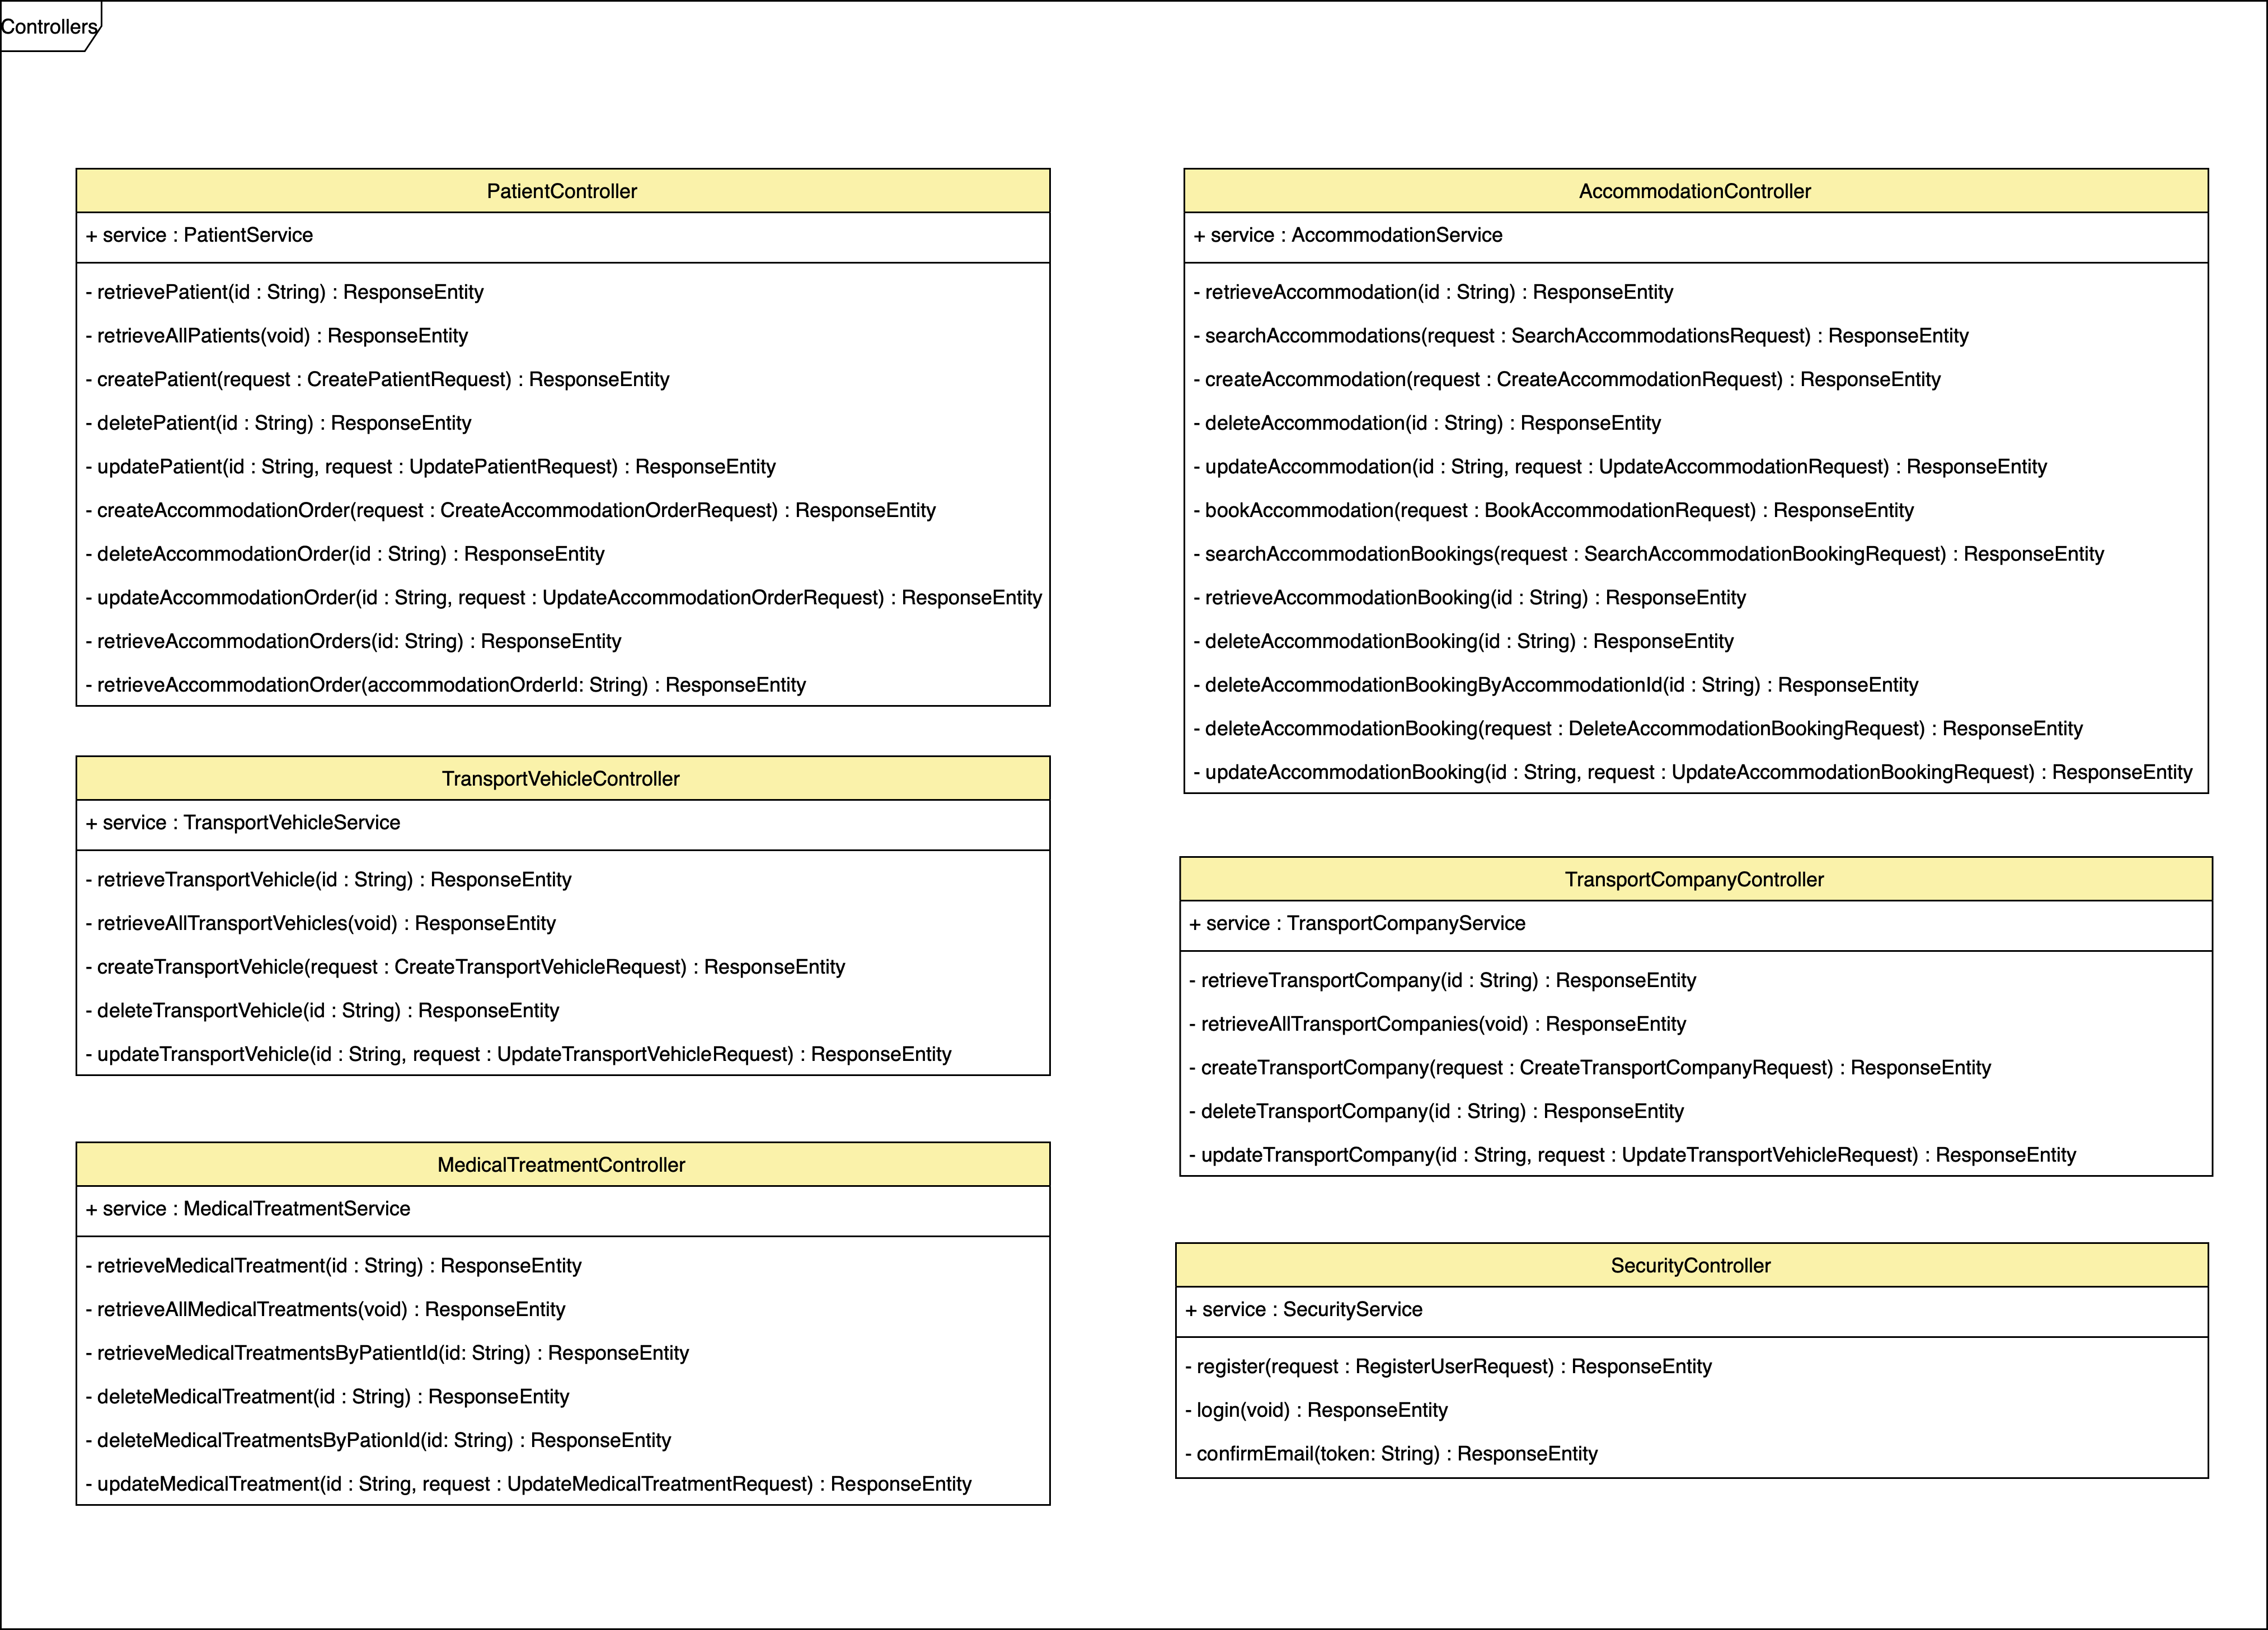 Controllers
PatientController
+ service : PatientService
- retrievePatient(id : String) : ResponseEntity
- retrieveAllPatients(void) : ResponseEntity
- createPatient(request : CreatePatientRequest) : ResponseEntity
- deletePatient(id : String) : ResponseEntity
- updatePatient(id : String, request : UpdatePatientRequest) : ResponseEntity
- createAccommodationOrder(request : CreateAccommodationOrderRequest) : ResponseEntity
- deleteAccommodationOrder(id : String) : ResponseEntity
- updateAccommodationOrder(id : String, request : UpdateAccommodationOrderRequest) : ResponseEntity
- retrieveAccommodationOrders(id: String) : ResponseEntity
- retrieveAccommodationOrder(accommodationOrderId: String) : ResponseEntity
TransportVehicleController
+ service : TransportVehicleService
- retrieveTransportVehicle(id : String) : ResponseEntity
- retrieveAllTransportVehicles(void) : ResponseEntity
- createTransportVehicle(request : CreateTransportVehicleRequest) : ResponseEntity
- deleteTransportVehicle(id : String) : ResponseEntity
- updateTransportVehicle(id : String, request : UpdateTransportVehicleRequest) : ResponseEntity
MedicalTreatmentController
+ service : MedicalTreatmentService
- retrieveMedicalTreatment(id : String) : ResponseEntity
- retrieveAllMedicalTreatments(void) : ResponseEntity
- retrieveMedicalTreatmentsByPatientId(id: String) : ResponseEntity
- deleteMedicalTreatment(id : String) : ResponseEntity
- deleteMedicalTreatmentsByPationId(id: String) : ResponseEntity
- updateMedicalTreatment(id : String, request : UpdateMedicalTreatmentRequest) : ResponseEntity
AccommodationController
+ service : AccommodationService
- retrieveAccommodation(id : String) : ResponseEntity
- searchAccommodations(request : SearchAccommodationsRequest) : ResponseEntity
- createAccommodation(request : CreateAccommodationRequest) : ResponseEntity
- deleteAccommodation(id : String) : ResponseEntity
- updateAccommodation(id : String, request : UpdateAccommodationRequest) : ResponseEntity
- bookAccommodation(request : BookAccommodationRequest) : ResponseEntity
- searchAccommodationBookings(request : SearchAccommodationBookingRequest) : ResponseEntity
- retrieveAccommodationBooking(id : String) : ResponseEntity
- deleteAccommodationBooking(id : String) : ResponseEntity
- deleteAccommodationBookingByAccommodationId(id : String) : ResponseEntity
- deleteAccommodationBooking(request : DeleteAccommodationBookingRequest) : ResponseEntity
- updateAccommodationBooking(id : String, request : UpdateAccommodationBookingRequest) : ResponseEntity
TransportCompanyController
+ service : TransportCompanyService
- retrieveTransportCompany(id : String) : ResponseEntity
- retrieveAllTransportCompanies(void) : ResponseEntity
- createTransportCompany(request : CreateTransportCompanyRequest) : ResponseEntity
- deleteTransportCompany(id : String) : ResponseEntity
- updateTransportCompany(id : String, request : UpdateTransportVehicleRequest) : ResponseEntity
SecurityController
+ service : SecurityService
- register(request : RegisterUserRequest) : ResponseEntity
- login(void) : ResponseEntity
- confirmEmail(token: String) : ResponseEntity